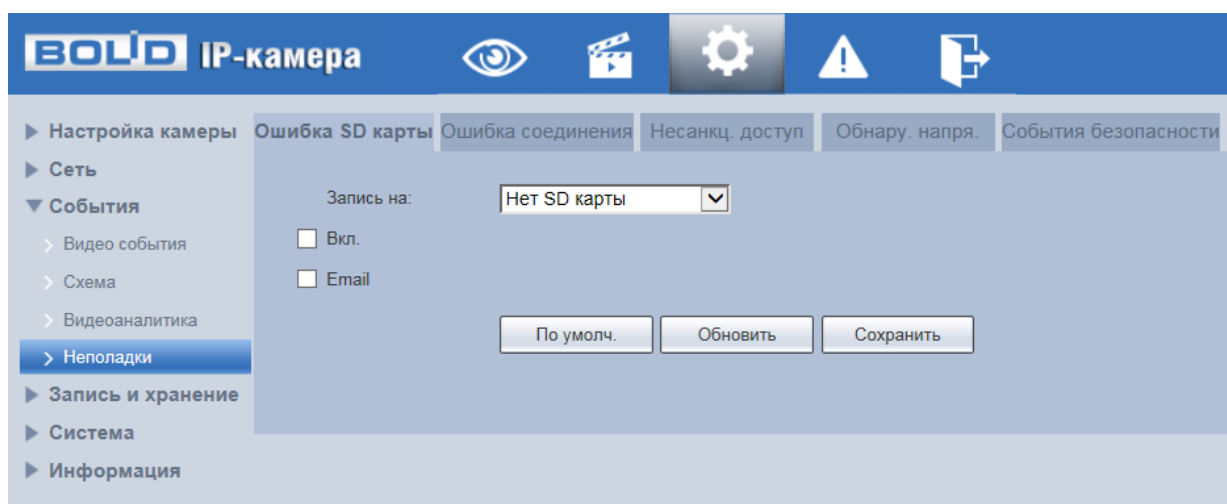 BOLID IP-камера
Настройка камеры
Сеть
События
Видео события
Схема
Видеоаналитика
Неполадки
Запись и хранение
Система
Информация
Ошибка SD карты Ошибка соединения Несанкц. доступ Обнару. напря. События безопасности
Запись на: Нет SD карты
Вкл.
Email
По умолч. Обновить Сохранить